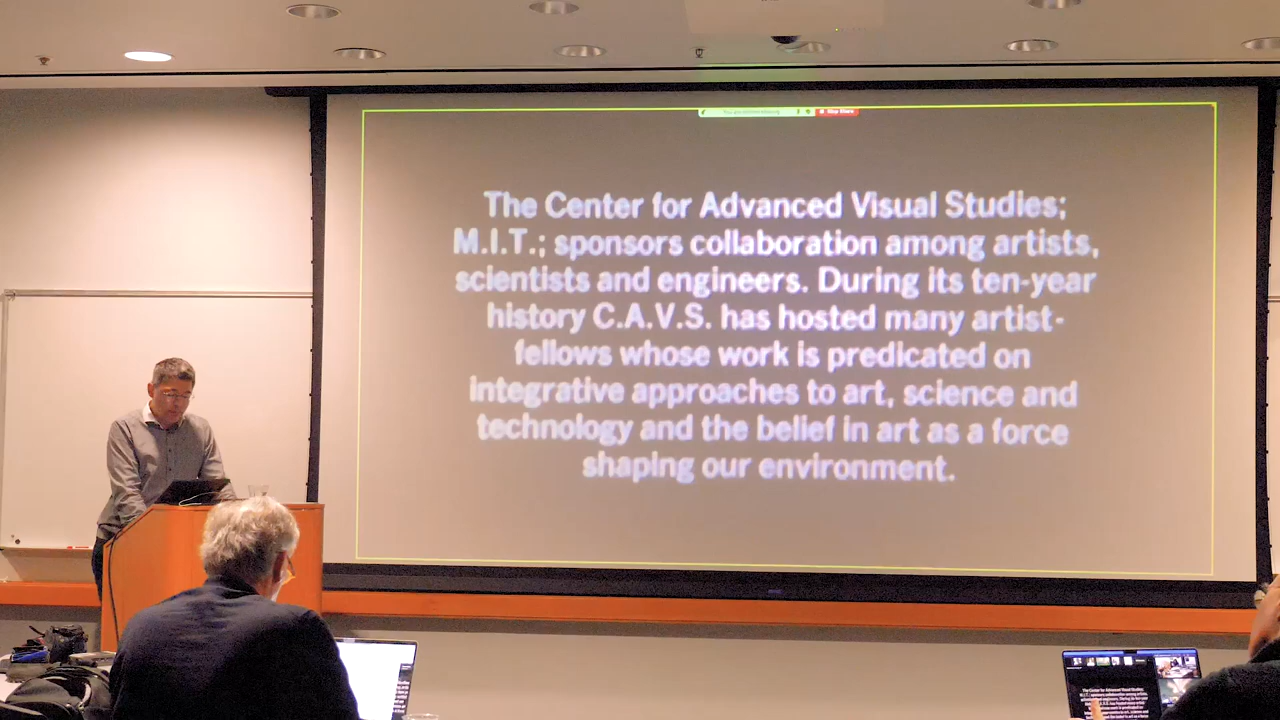 Stop Share
The Center for Advanced Visual Studies;
M.I.T.; sponsors collaboration among artists,
scientists and engineers. During its ten-year
history C.A.V.S. has hosted many artist-
fellows whose work is predicated on
integrative approaches to art, science and
technology and the belief in art as a force
shaping our environment.